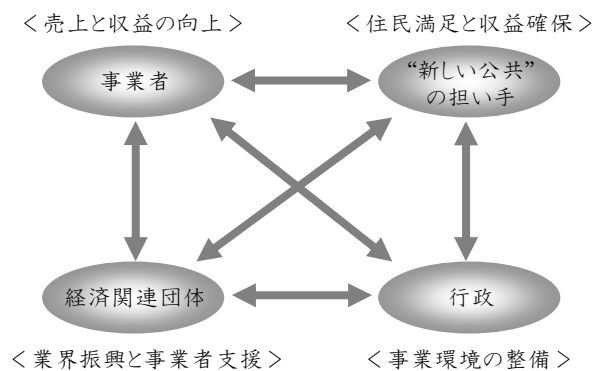 ＜売上と収益の向上＞
＜住民満足と収益確保＞
事業者
“新しい公共”
の担い手
経済関連団体
行政
＜業界振興と事業者支援＞
＜事業環境の整備＞